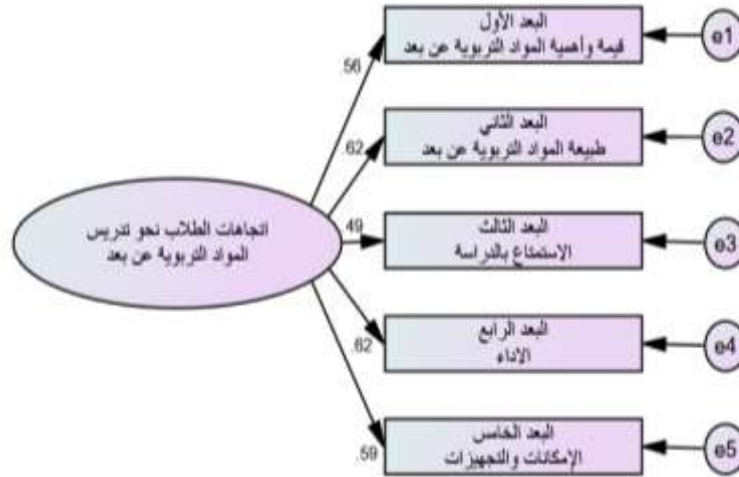 البعد الأول
قيمة وأهمية المواد التربوية عن بعد
e1
.56
البعد الثاني
طبيعة المواد التربوية عن بعد
e2
.62
اتجاهات الطلاب نحو تدريس
المواد التربوية عن بعد
.49
البعد الثالث
الاستمتاع بالدراسة
e3
.62
البعد الرابع
الاداء
e4
.59
البعد الخامس
الإمكانات والتجهيزات
e5